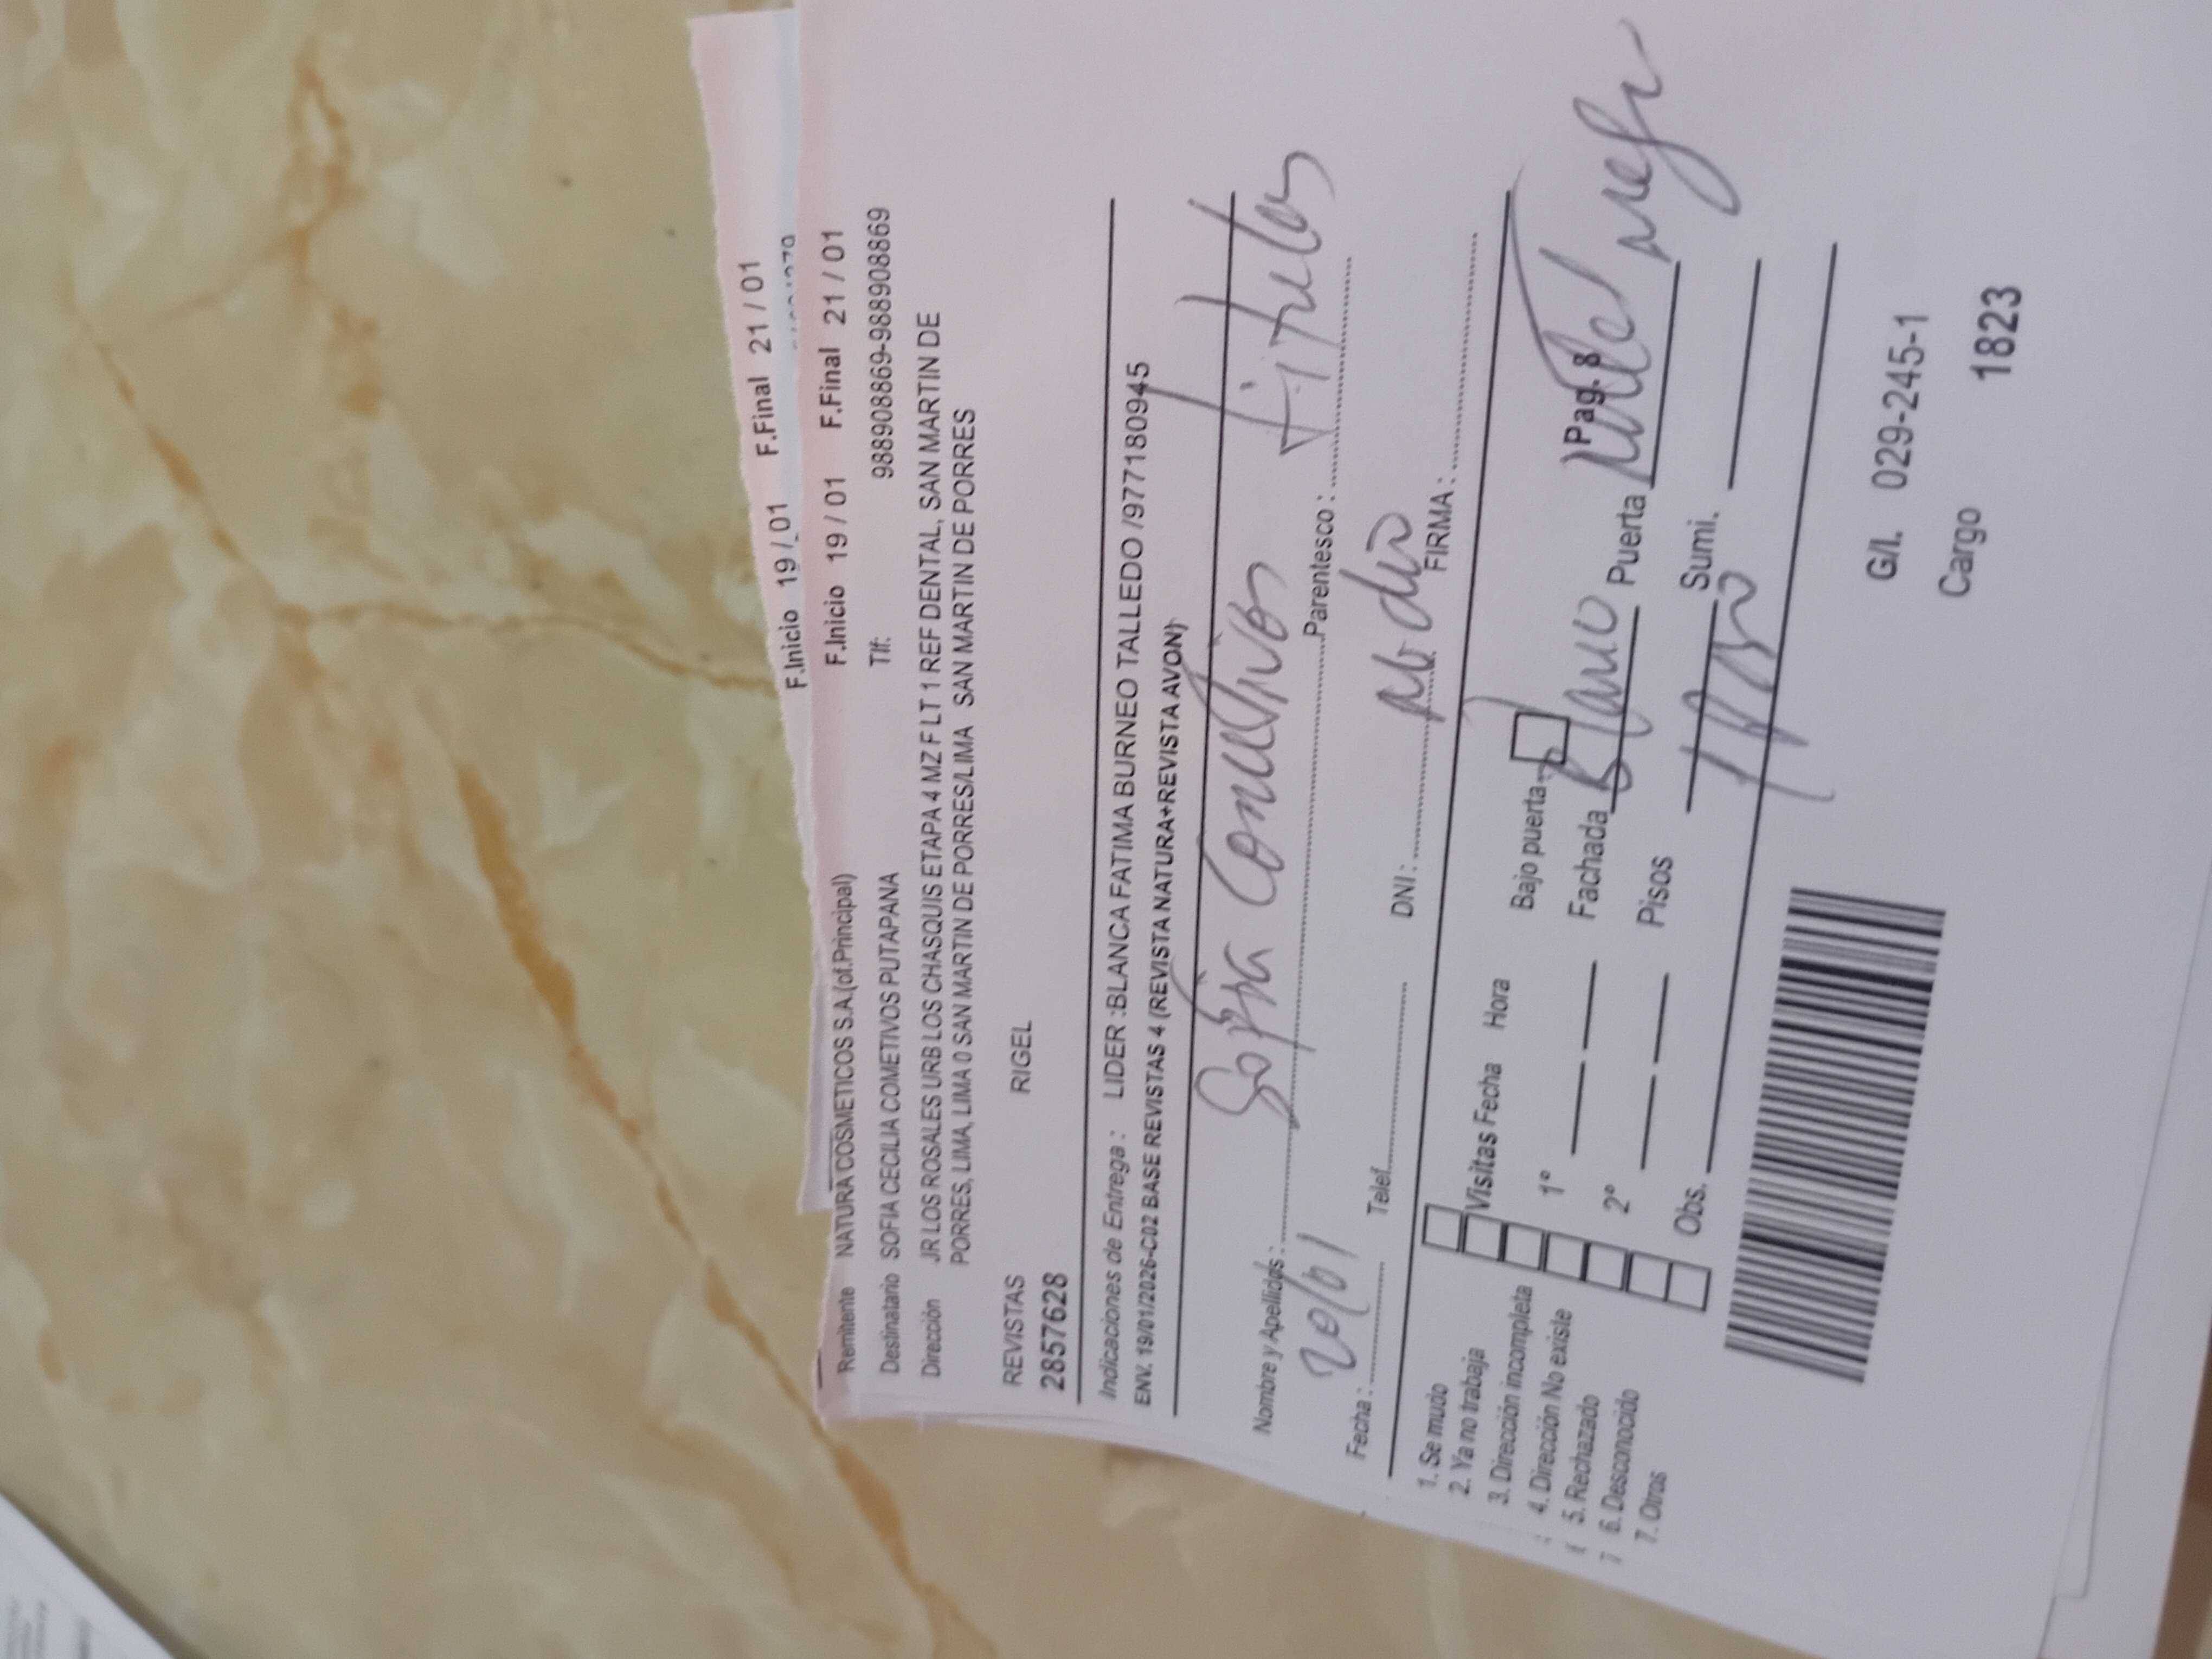 F.Inicio 19/01 F.Final 21/01
F.Inicio 19/01 F.Final 21/01
Remitente NATURA COSMETICOS S.A.(of.Principal)
Tlf: 988908869-988908869
Destinatario SOFIA CECILIA COMETIVOS PUTAPANA
Dirección JR LOS ROSALES URB LOS CHASQUIS ETAPA 4 MZ F LT 1 REF DENTAL, SAN MARTIN DE
PORRES, LIMA, LIMA 0 SAN MARTIN DE PORRES/LIMA SAN MARTIN DE PORRES
REVISTAS RIGEL
28576628
Indicaciones de Entrega : LIDER :BLANCA FATIMA BURNEO TALLEDO /977180945
ENV. 19/01/2026-C02 BASE REVISTAS 4 (REVISTA NATURA+REVISTA AVON)
Nombre y Apellidos : Sofia Cometivos Parentesco : Titular
Fecha : 20/01 Telef. DNI : FIRMA :
1. Se mudo
2. Ya no trabaja
3. Dirección incompleta
4. Dirección No existe
5. Rechazado
6. Desconocido
7. Otros
Visitas Fecha Hora
1°
2°
Obs.
Bajo puerta
Pag. 8
Fachada Blanco Puerta
Pisos Sumi.
G/I. 029-245-1
Cargo 1823